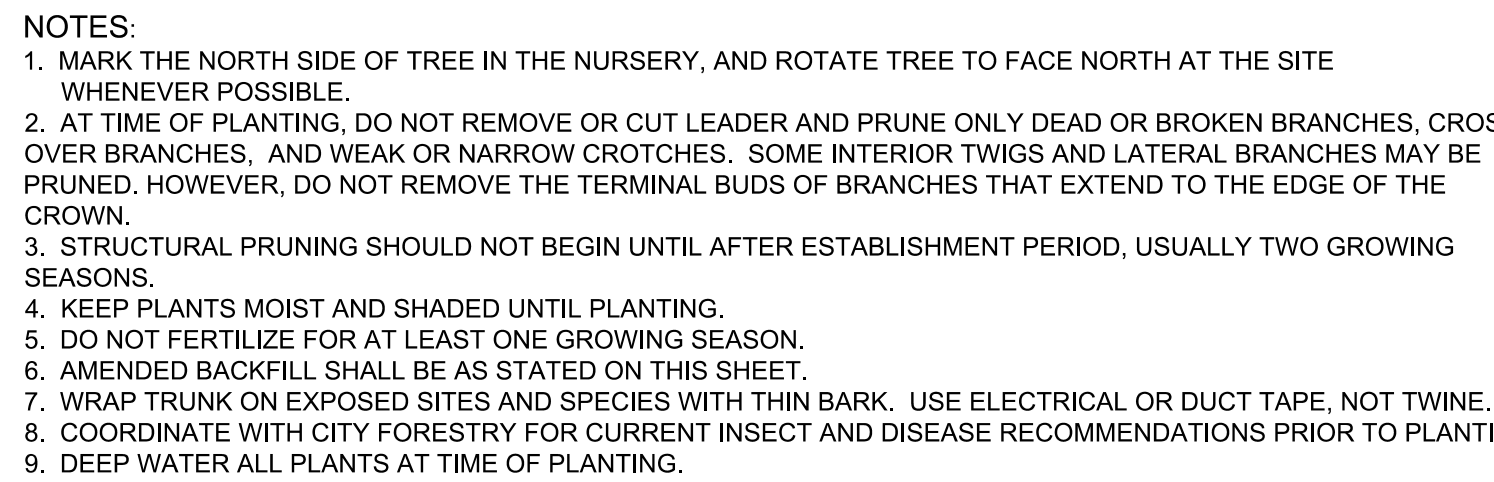 NOTES:
1. MARK THE NORTH SIDE OF TREE IN THE NURSERY, AND ROTATE TREE TO FACE NORTH AT THE SITE
WHENEVER POSSIBLE.
2. AT TIME OF PLANTING, DO NOT REMOVE OR CUT LEADER AND PRUNE ONLY DEAD OR BROKEN BRANCHES, CROS
OVER BRANCHES, AND WEAK OR NARROW CROTCHES. SOME INTERIOR TWIGS AND LATERAL BRANCHES MAY BE
PRUNED. HOWEVER, DO NOT REMOVE THE TERMINAL BUDS OF BRANCHES THAT EXTEND TO THE EDGE OF THE
CROWN.
3. STRUCTURAL PRUNING SHOULD NOT BEGIN UNTIL AFTER ESTABLISHMENT PERIOD, USUALLY TWO GROWING
SEASONS.
4. KEEP PLANTS MOIST AND SHADED UNTIL PLANTING.
5. DO NOT FERTILIZE FOR AT LEAST ONE GROWING SEASON.
6. AMENDED BACKFILL SHALL BE AS STATED ON THIS SHEET.
7. WRAP TRUNK ON EXPOSED SITES AND SPECIES WITH THIN BARK. USE ELECTRICAL OR DUCT TAPE, NOT TWINE.
8. COORDINATE WITH CITY FORESTRY FOR CURRENT INSECT AND DISEASE RECOMMENDATIONS PRIOR TO PLANTI
9. DEEP WATER ALL PLANTS AT TIME OF PLANTING.